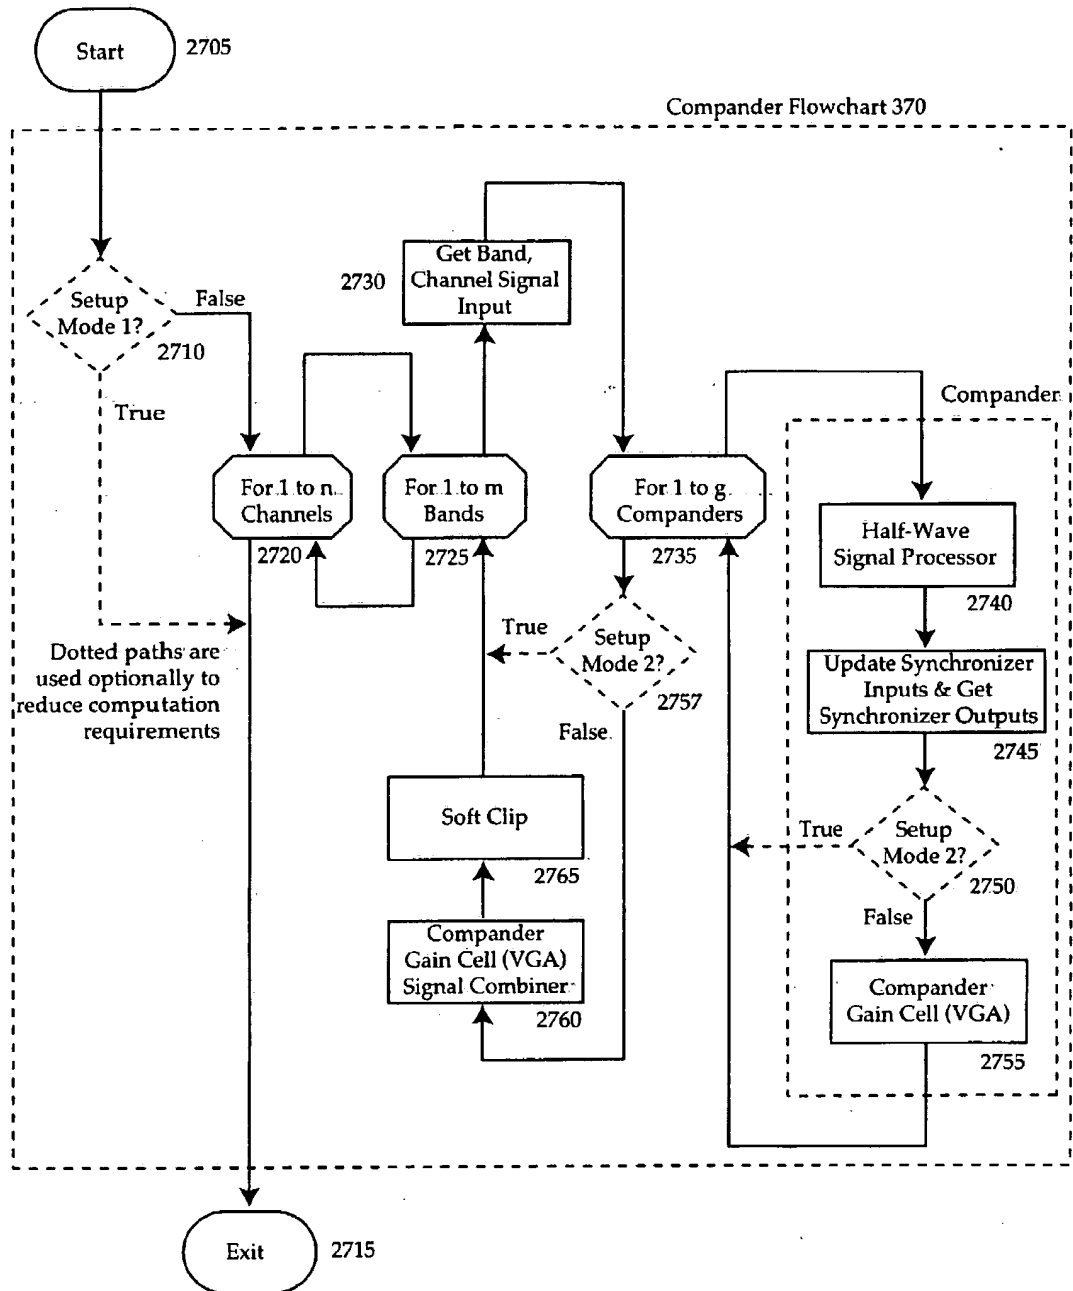 Start
2705
Compander Flowchart 370
Get Band,
Channel Signal
Input
2730
Setup
Mode 1?
False
2710
True
Compander
For 1 to n
Channels
2720
For 1 to m
Bands
2725
For 1 to g
Companders
2735
Half-Wave
Signal Processor
2740
True
Setup
Mode 2?
2757
False
Dotted paths are
used optionally to
reduce computation
requirements
Update Synchronizer
Inputs & Get
Synchronizer Outputs
2745
Soft Clip
2765
True
Setup
Mode 2?
2750
False
Compander
Gain Cell (VGA)
Signal Combiner
2760
Compander
Gain Cell (VGA)
2755
Exit
2715